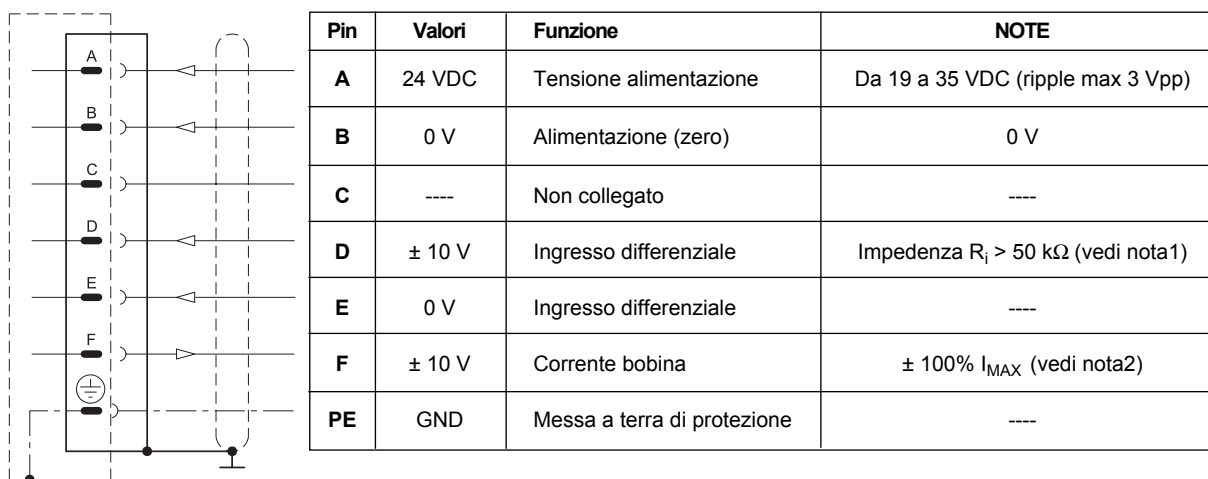 A
B
C
D
E
F
Pin Valori Funzione NOTE
A 24 VDC Tensione alimentazione Da 19 a 35 VDC (ripple max 3 Vpp)
B 0 V Alimentazione (zero) 0 V
C ---- Non collegato ----
D ± 10 V Ingresso differenziale Impedenza Ri > 50 kΩ (vedi nota1)
E 0 V Ingresso differenziale ----
F ± 10 V Corrente bobina ± 100% IMAX (vedi nota2)
PE GND Messa a terra di protezione ----